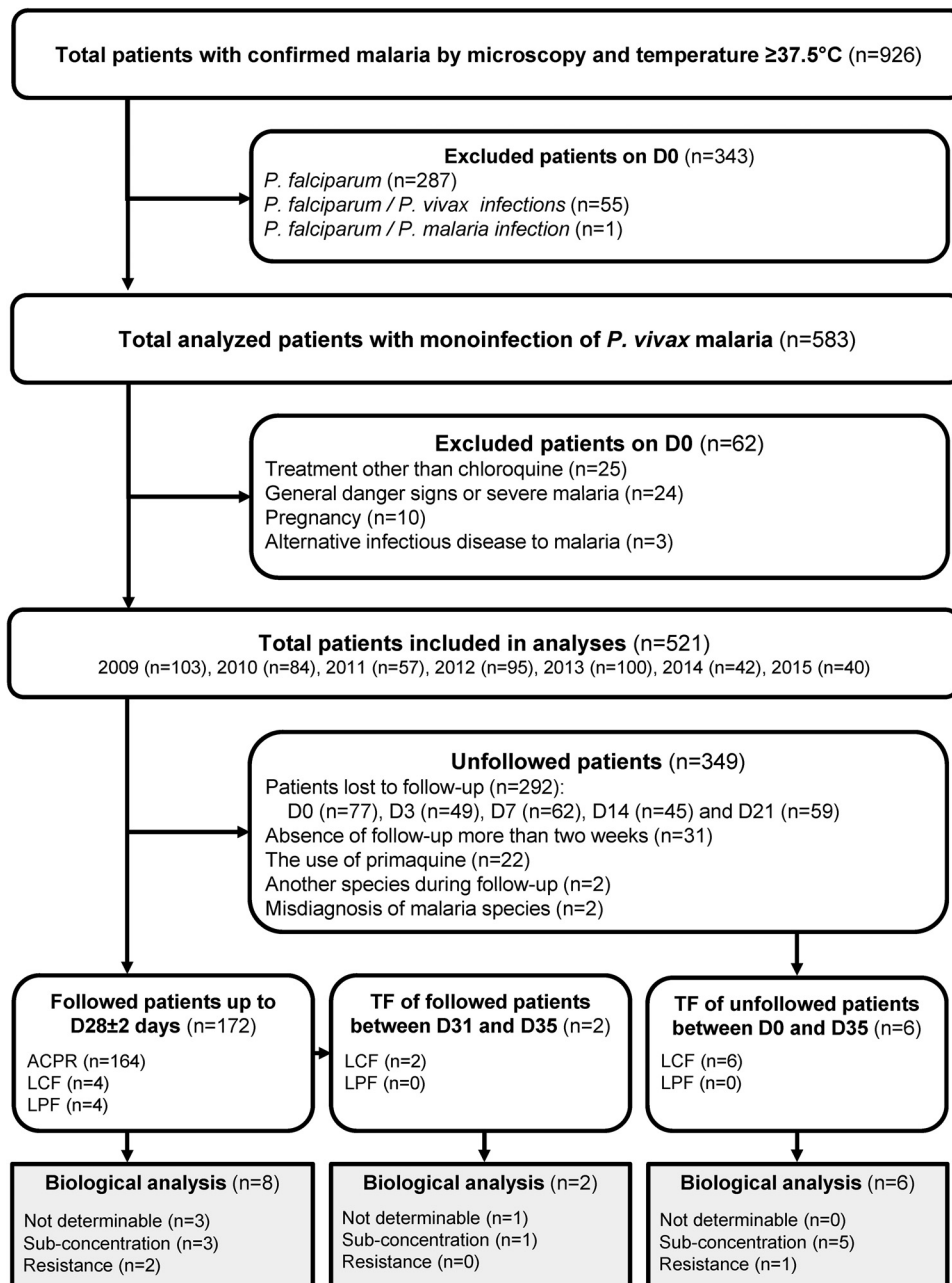 Total patients with confirmed malaria by microscopy and temperature ≥37.5°C (n=926)
Excluded patients on D0 (n=343)
P. falciparum (n=287)
P. falciparum / P. vivax infections (n=55)
P. falciparum / P. malaria infection (n=1)
Total analyzed patients with monoinfection of P. vivax malaria (n=583)
Excluded patients on D0 (n=62)
Treatment other than chloroquine (n=25)
General danger signs or severe malaria (n=24)
Pregnancy (n=10)
Alternative infectious disease to malaria (n=3)
Total patients included in analyses (n=521)
2009 (n=103), 2010 (n=84), 2011 (n=57), 2012 (n=95), 2013 (n=100), 2014 (n=42), 2015 (n=40)
Unfollowed patients (n=349)
Patients lost to follow-up (n=292):
D0 (n=77), D3 (n=49), D7 (n=62), D14 (n=45) and D21 (n=59)
Absence of follow-up more than two weeks (n=31)
The use of primaquine (n=22)
Another species during follow-up (n=2)
Misdiagnosis of malaria species (n=2)
Followed patients up to
D28±2 days (n=172)
ACPR (n=164)
LCF (n=4)
LPF (n=4)
TF of followed patients
between D31 and D35 (n=2)
LCF (n=2)
LPF (n=0)
TF of unfollowed patients
between D0 and D35 (n=6)
LCF (n=6)
LPF (n=0)
Biological analysis (n=8)
Not determinable (n=3)
Sub-concentration (n=3)
Resistance (n=2)
Biological analysis (n=2)
Not determinable (n=1)
Sub-concentration (n=1)
Resistance (n=0)
Biological analysis (n=6)
Not determinable (n=0)
Sub-concentration (n=5)
Resistance (n=1)